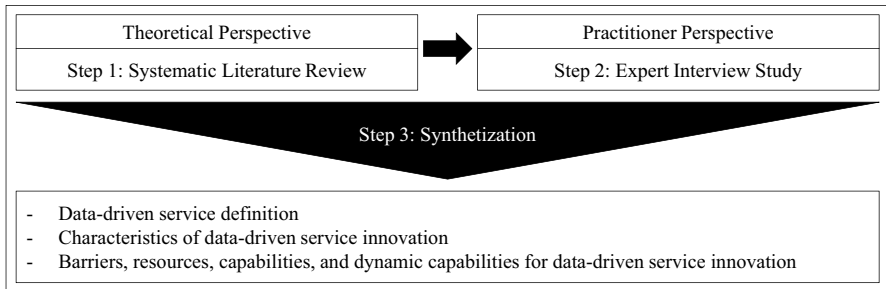 Theoretical Perspective
Step 1: Systematic Literature Review
Practitioner Perspective
Step 2: Expert Interview Study
Step 3: Synthetization
- Data-driven service definition
- Characteristics of data-driven service innovation
- Barriers, resources, capabilities, and dynamic capabilities for data-driven service innovation